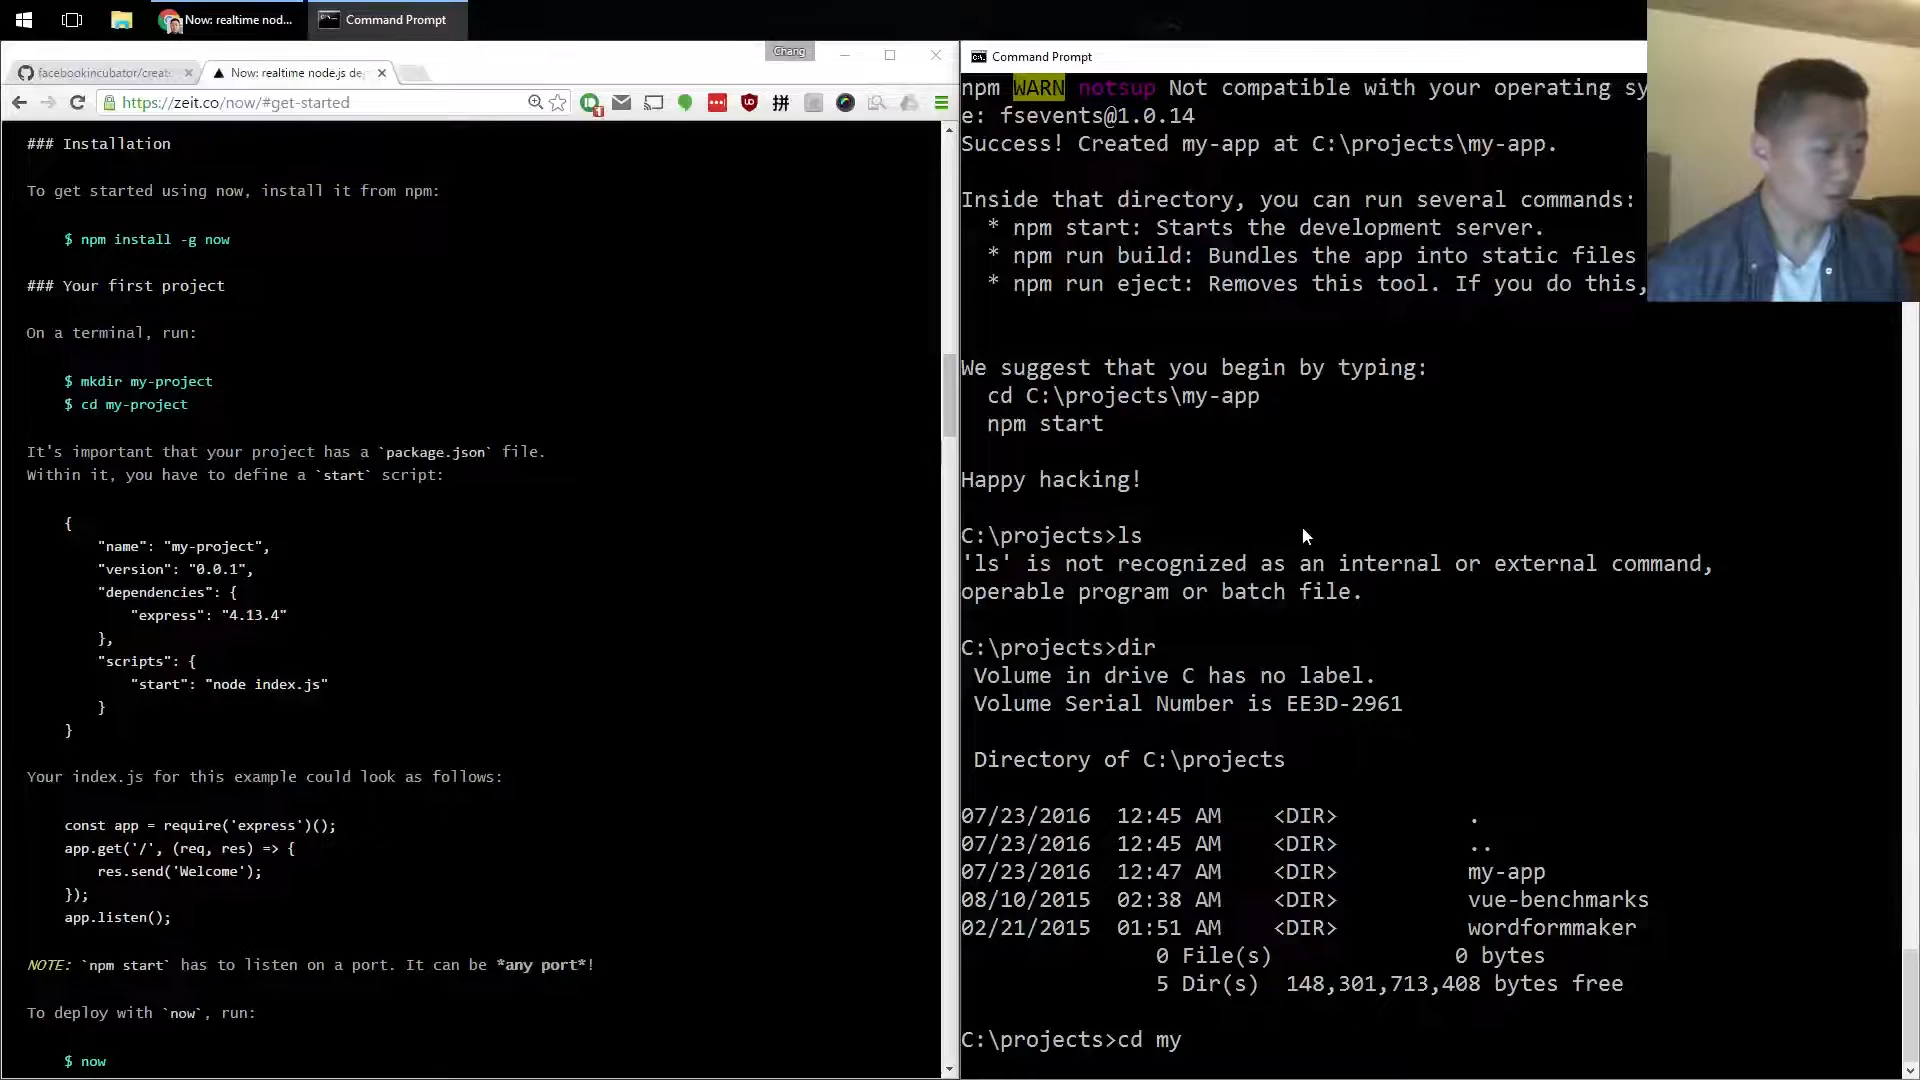 Now: realtime nod...
Command Prompt
Chang
facebookincubator/creat
Now: realtime node.js de
https://zeit.co/now/#get-started
### Installation
To get started using now, install it from npm:
$ npm install -g now
### Your first project
On a terminal, run:
$ mkdir my-project
$ cd my-project
It's important that your project has a `package.json` file.
Within it, you have to define a `start` script:
{
"name": "my-project",
"version": "0.0.1",
"dependencies": {
"express": "4.13.4"
},
"scripts": {
"start": "node index.js"
}
}
Your index.js for this example could look as follows:
const app = require('express')();
app.get('/', (req, res) => {
res.send('Welcome');
});
app.listen();
NOTE: `npm start` has to listen on a port. It can be *any port*!
To deploy with `now`, run:
$ now
Command Prompt
npm WARN notsup Not compatible with your operating sy
e: fsevents@1.0.14
Success! Created my-app at C:\projects\my-app.
Inside that directory, you can run several commands:
* npm start: Starts the development server.
* npm run build: Bundles the app into static files
* npm run eject: Removes this tool. If you do this,
We suggest that you begin by typing:
cd C:\projects\my-app
npm start
Happy hacking!
C:\projects>ls
'ls' is not recognized as an internal or external command,
operable program or batch file.
C:\projects>dir
Volume in drive C has no label.
Volume Serial Number is EE3D-2961
Directory of C:\projects
07/23/2016 12:45 AM <DIR> .
07/23/2016 12:45 AM <DIR> ..
07/23/2016 12:47 AM <DIR> my-app
08/10/2015 02:38 AM <DIR> vue-benchmarks
02/21/2015 01:51 AM <DIR> wordformmaker
0 File(s) 0 bytes
5 Dir(s) 148,301,713,408 bytes free
C:\projects>cd my